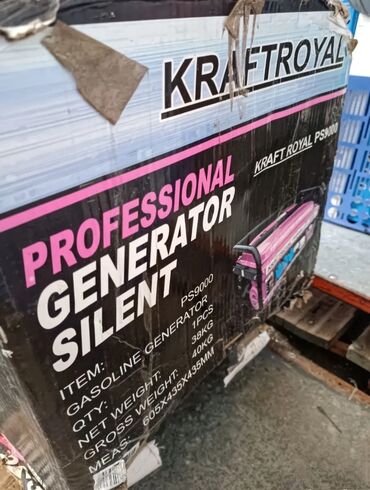 KRAFTROYAL
KRAFT ROYAL PS9000
PROFESSIONAL
GENERATOR
SILENT
ITEM: PS9000
GASOLINE GENERATOR
QTY: 1PCS
NET WEIGHT: 38KG
GROSS WEIGHT: 40KG
MEAS: 605X435X435MM